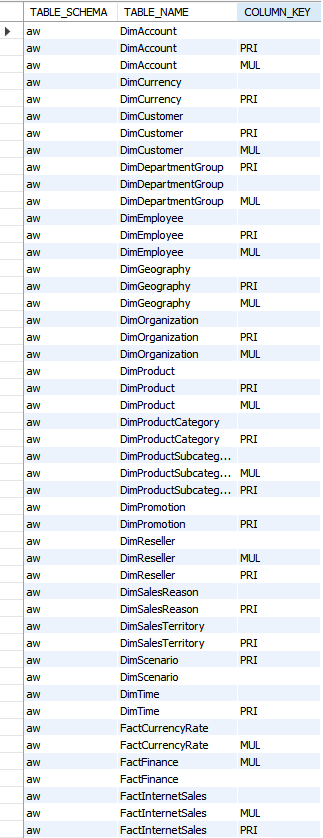 TABLE_SCHEMA TABLE_NAME COLUMN_KEY
aw DimAccount
aw DimAccount PRI
aw DimAccount MUL
aw DimCurrency
aw DimCurrency PRI
aw DimCustomer
aw DimCustomer PRI
aw DimCustomer MUL
aw DimDepartmentGroup PRI
aw DimDepartmentGroup
aw DimDepartmentGroup MUL
aw DimEmployee
aw DimEmployee PRI
aw DimEmployee MUL
aw DimGeography
aw DimGeography PRI
aw DimGeography MUL
aw DimOrganization
aw DimOrganization PRI
aw DimOrganization MUL
aw DimProduct
aw DimProduct PRI
aw DimProduct MUL
aw DimProductCategory
aw DimProductCategory PRI
aw DimProductSubcateg...
aw DimProductSubcateg... MUL
aw DimProductSubcateg... PRI
aw DimPromotion
aw DimPromotion PRI
aw DimReseller
aw DimReseller MUL
aw DimReseller PRI
aw DimSalesReason
aw DimSalesReason PRI
aw DimSalesTerritory
aw DimSalesTerritory PRI
aw DimScenario PRI
aw DimScenario
aw DimTime
aw DimTime PRI
aw FactCurrencyRate
aw FactCurrencyRate MUL
aw FactFinance MUL
aw FactFinance
aw FactInternetSales
aw FactInternetSales MUL
aw FactInternetSales PRI